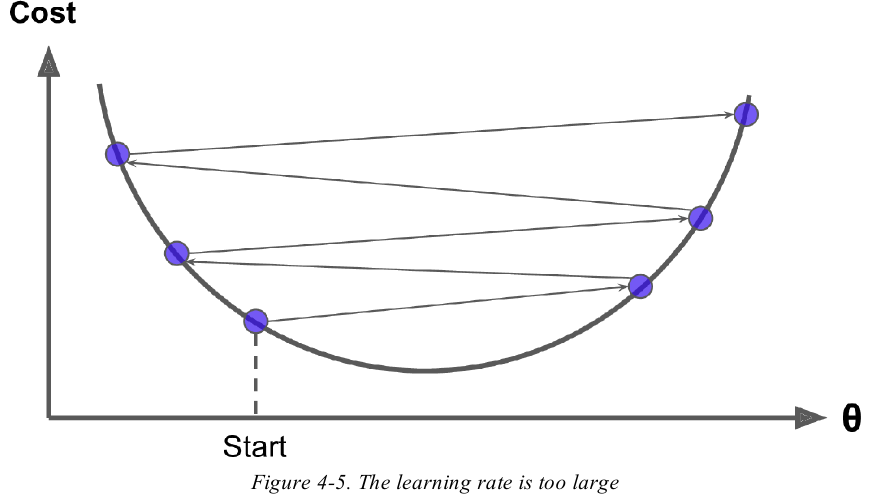 Cost
θ
Start
Figure 4-5. The learning rate is too large